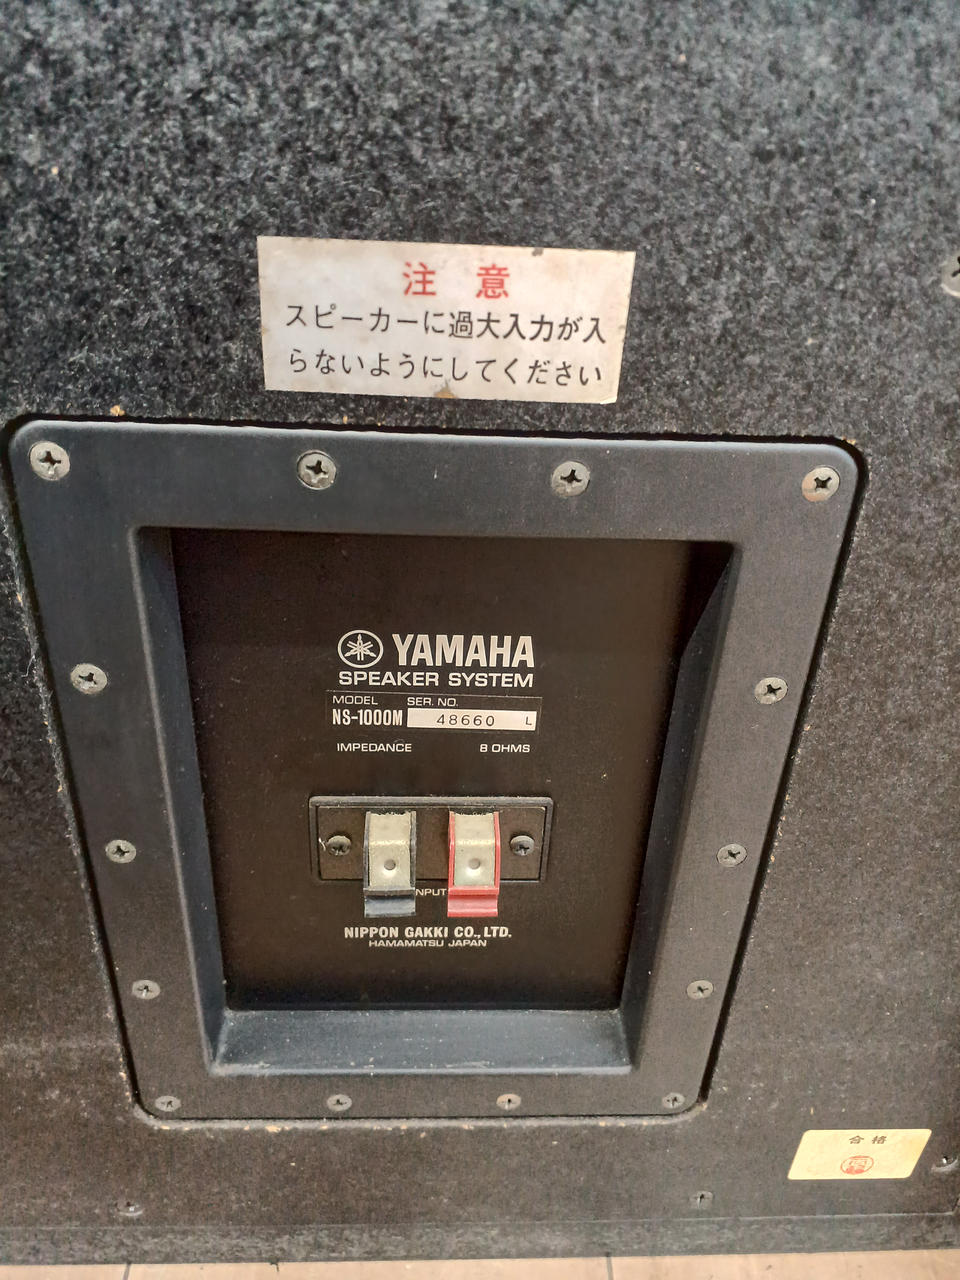 注 意
スピーカーに過大入力が入
らないようにしてください
YAMAHA
SPEAKER SYSTEM
MODEL SER. NO.
NS-1000M 48660 L
IMPEDANCE 8 OHMS
NPUT
NIPPON GAKKI CO., LTD.
HAMAMATSU JAPAN
合格